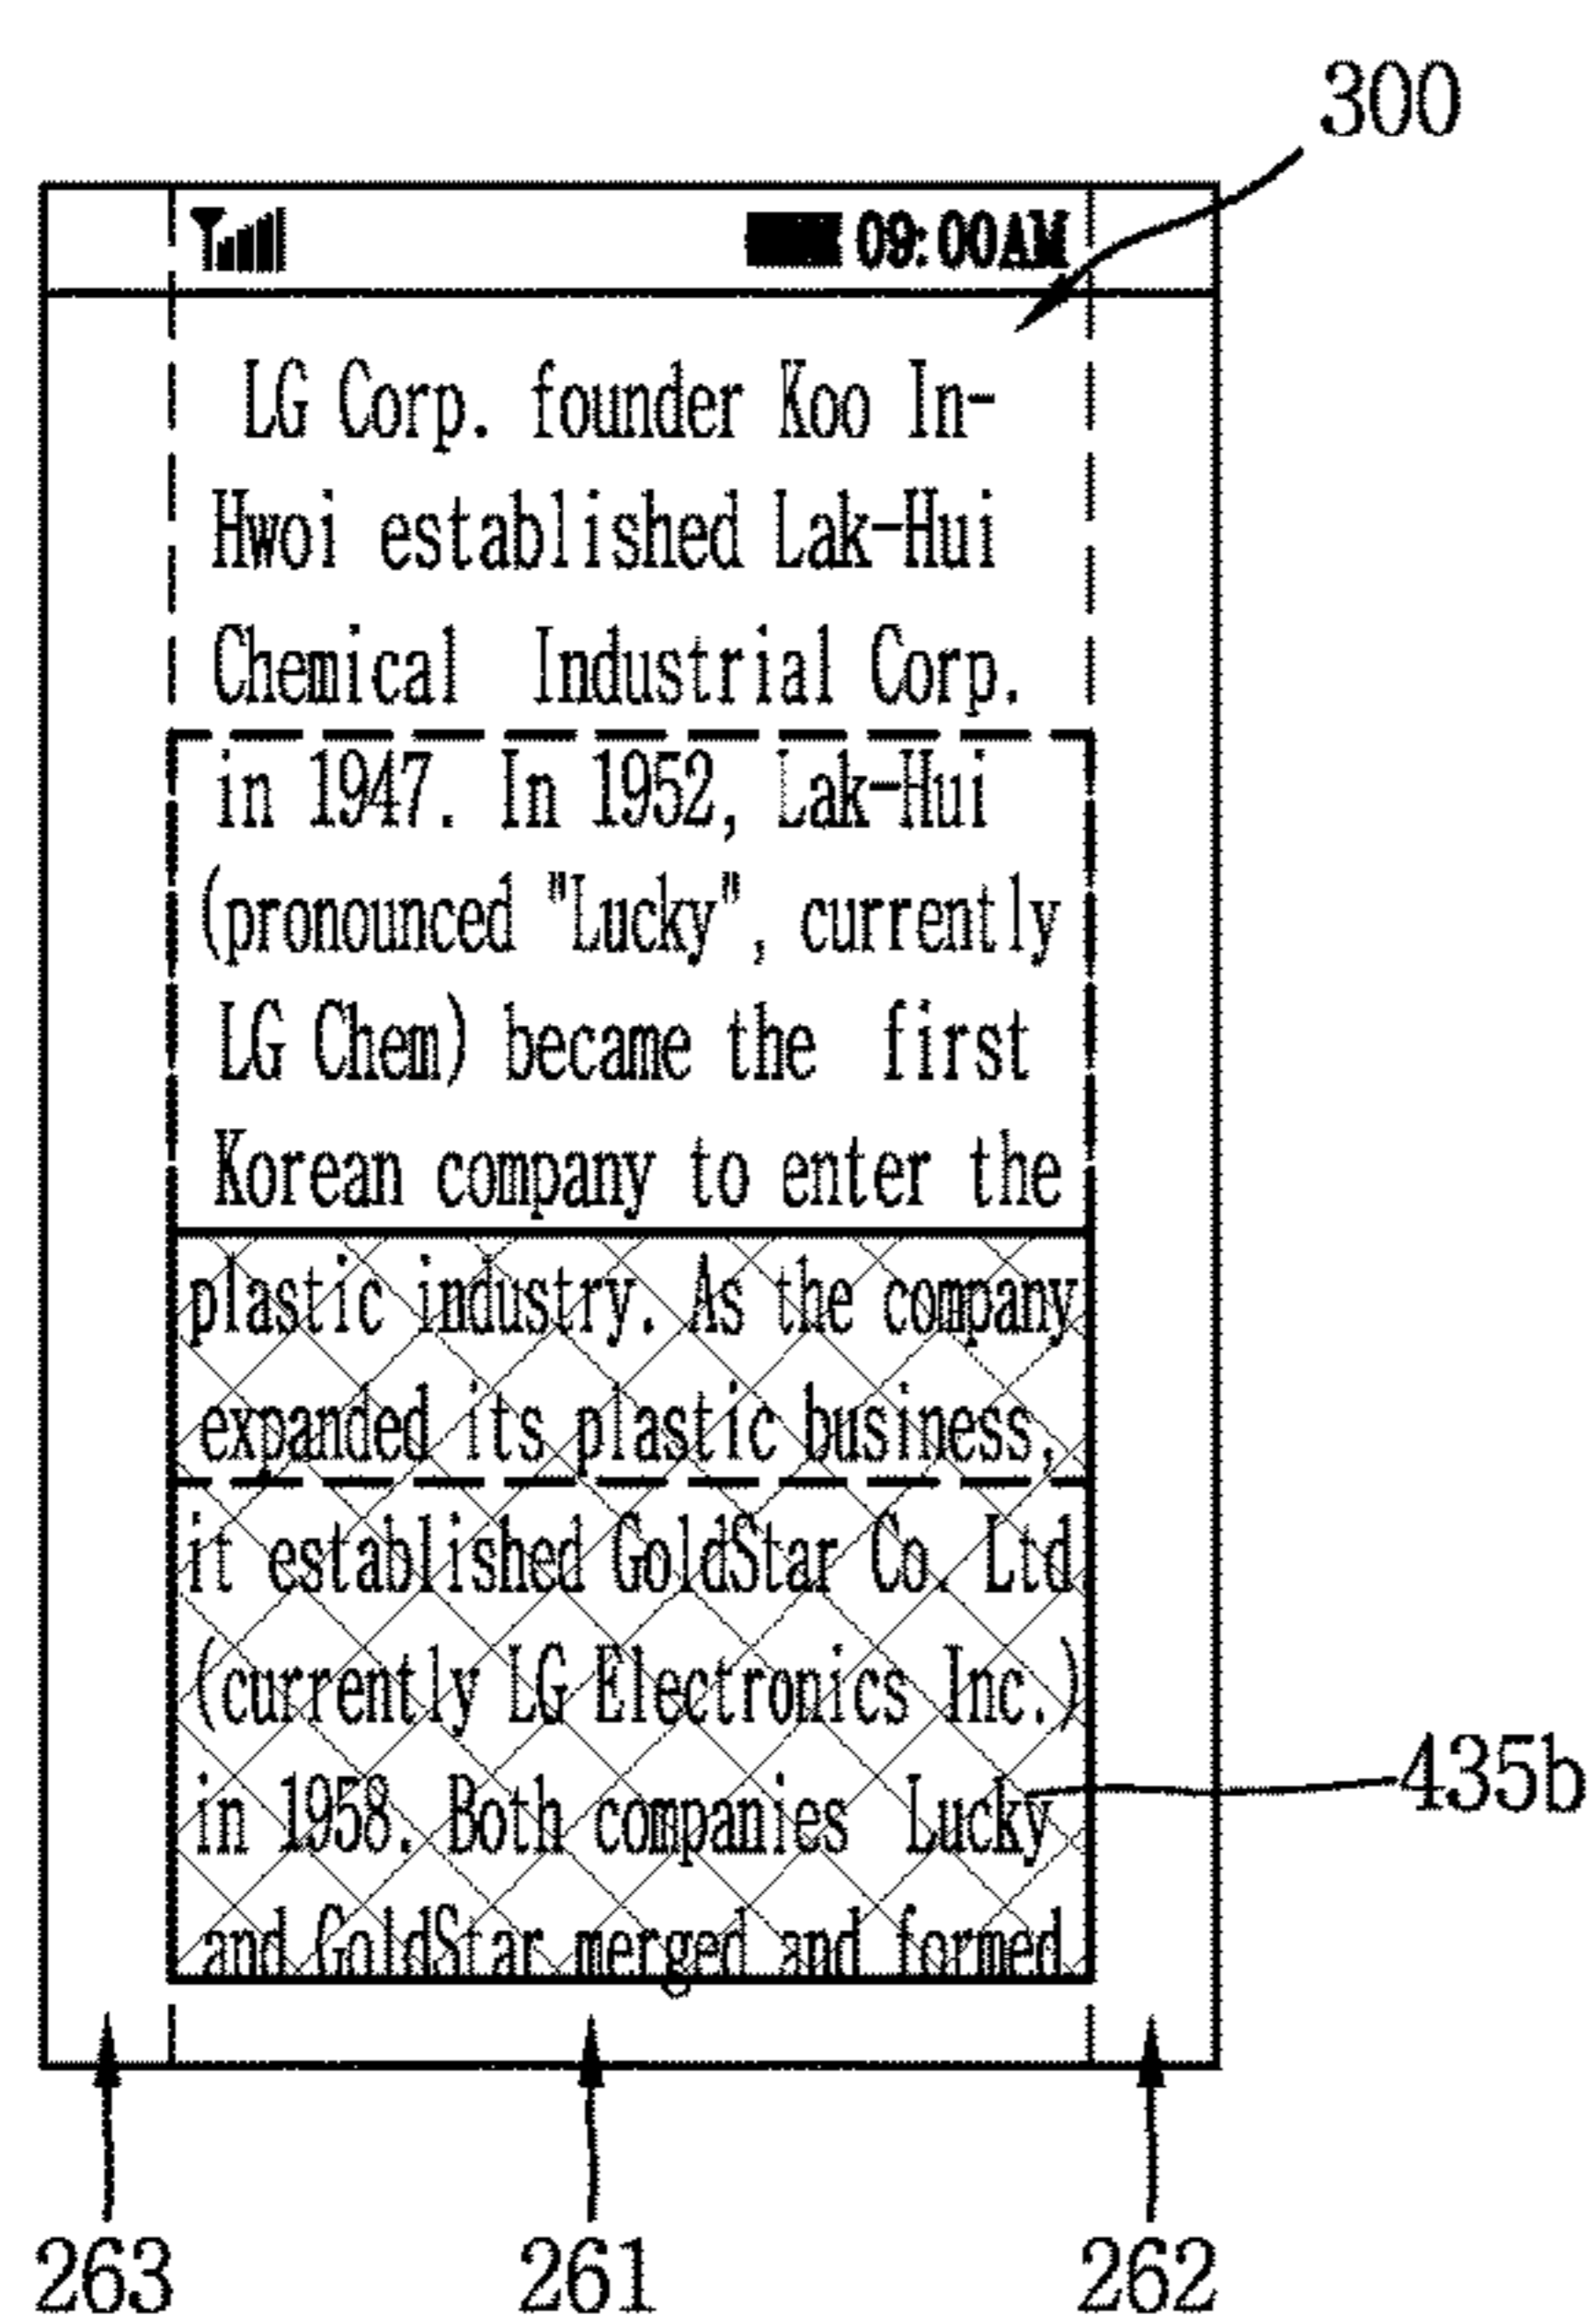 300
09:00AM
LG Corp. founder Koo In-
Hwoi established Lak-Hui
Chemical Industrial Corp.
in 1947. In 1952, Lak-Hui
(pronounced "Lucky", currently
LG Chem) became the first
Korean company to enter the
plastic industry. As the company
expanded its plastic business,
it established GoldStar Co. Ltd
(currently LG Electronics Inc.)
in 1958. Both companies Lucky
435b
and GoldStar merged and formed
263 261 262